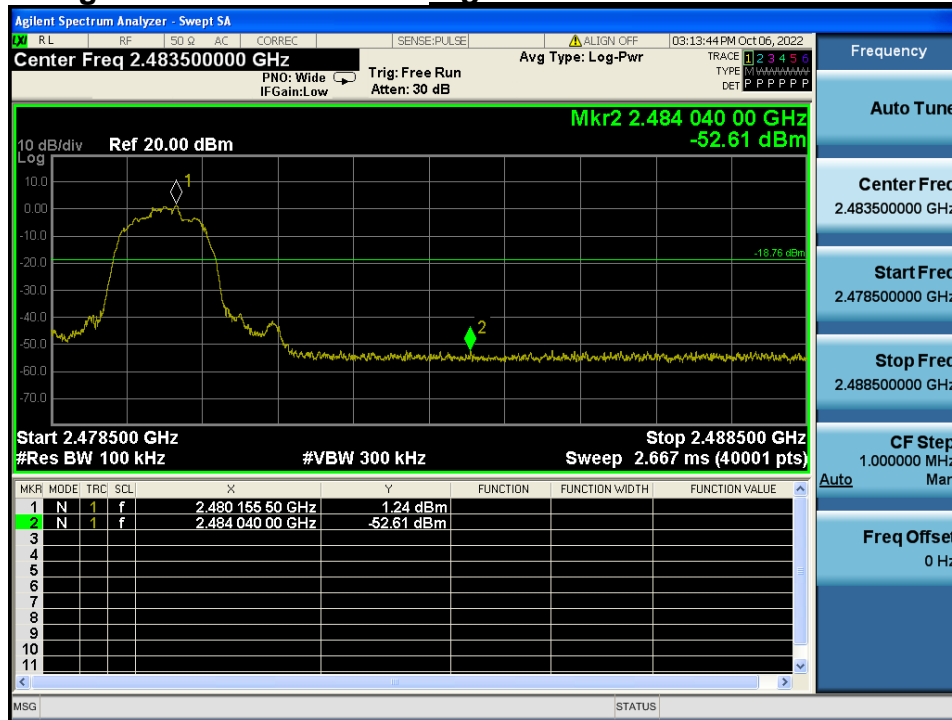 Agilent Spectrum Analyzer - Swept SA
LXI RL RF 50 Ω AC CORREC SENSE:PULSE ALIGN OFF 03:13:44 PM Oct 06, 2022
Center Freq 2.483500000 GHz
PNO: Wide
IFGain:Low
Trig: Free Run
Atten: 30 dB
Avg Type: Log-Pwr
TRACE 1 2 3 4 5 6
TYPE M W W W W W
DET P P P P P P
Mkr2 2.484 040 00 GHz
-52.61 dBm
10 dB/div Ref 20.00 dBm
Log
10.0
0.00
-10.0
-20.0
-30.0
-40.0
-50.0
-60.0
-70.0
1
-18.76 dBm
2
Start 2.478500 GHz Stop 2.488500 GHz
#Res BW 100 kHz #VBW 300 kHz Sweep 2.667 ms (40001 pts)
MKR MODE TRC SCL X Y FUNCTION FUNCTION WIDTH FUNCTION VALUE
1 N 1 f 2.480 155 50 GHz 1.24 dBm
2 N 1 f 2.484 040 00 GHz -52.61 dBm
3
4
5
6
7
8
9
10
11
MSG STATUS
Frequency
Auto Tune
Center Freq
2.483500000 GHz
Start Freq
2.478500000 GHz
Stop Freq
2.488500000 GHz
CF Step
1.000000 MHz
Auto Man
Freq Offset
0 Hz